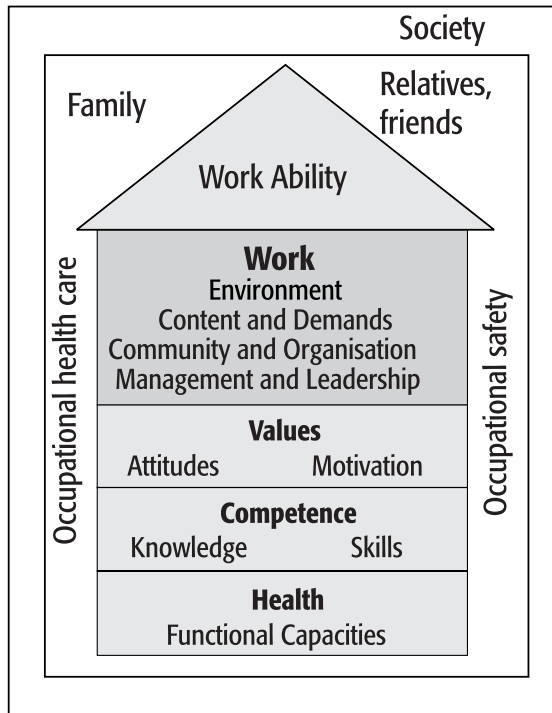 Society
Family
Relatives,
friends
Work Ability
Occupational health care
Work
Environment
Content and Demands
Community and Organisation
Management and Leadership
Values
Attitudes Motivation
Competence
Knowledge Skills
Health
Functional Capacities
Occupational safety